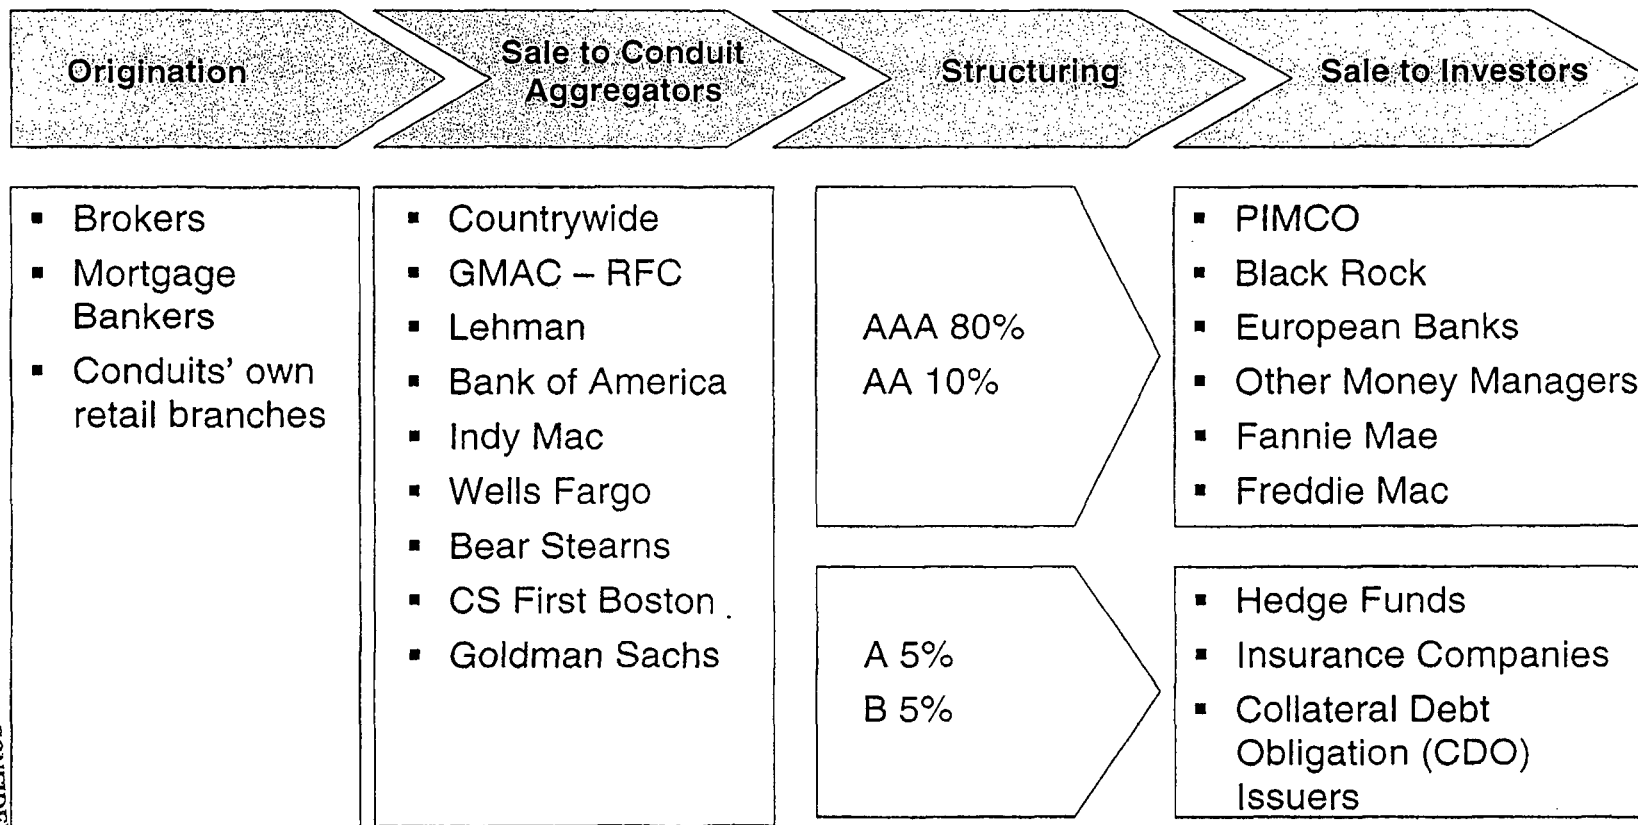 Origination
Sale to Conduit
Aggregators
Structuring
Sale to Investors
▪ Brokers
▪ Mortgage
Bankers
▪ Conduits’ own
retail branches
▪ Countrywide
▪ GMAC – RFC
▪ Lehman
▪ Bank of America
▪ Indy Mac
▪ Wells Fargo
▪ Bear Stearns
▪ CS First Boston
▪ Goldman Sachs
AAA 80%
AA 10%
A 5%
B 5%
▪ PIMCO
▪ Black Rock
▪ European Banks
▪ Other Money Managers
▪ Fannie Mae
▪ Freddie Mac
▪ Hedge Funds
▪ Insurance Companies
▪ Collateral Debt
Obligation (CDO)
Issuers